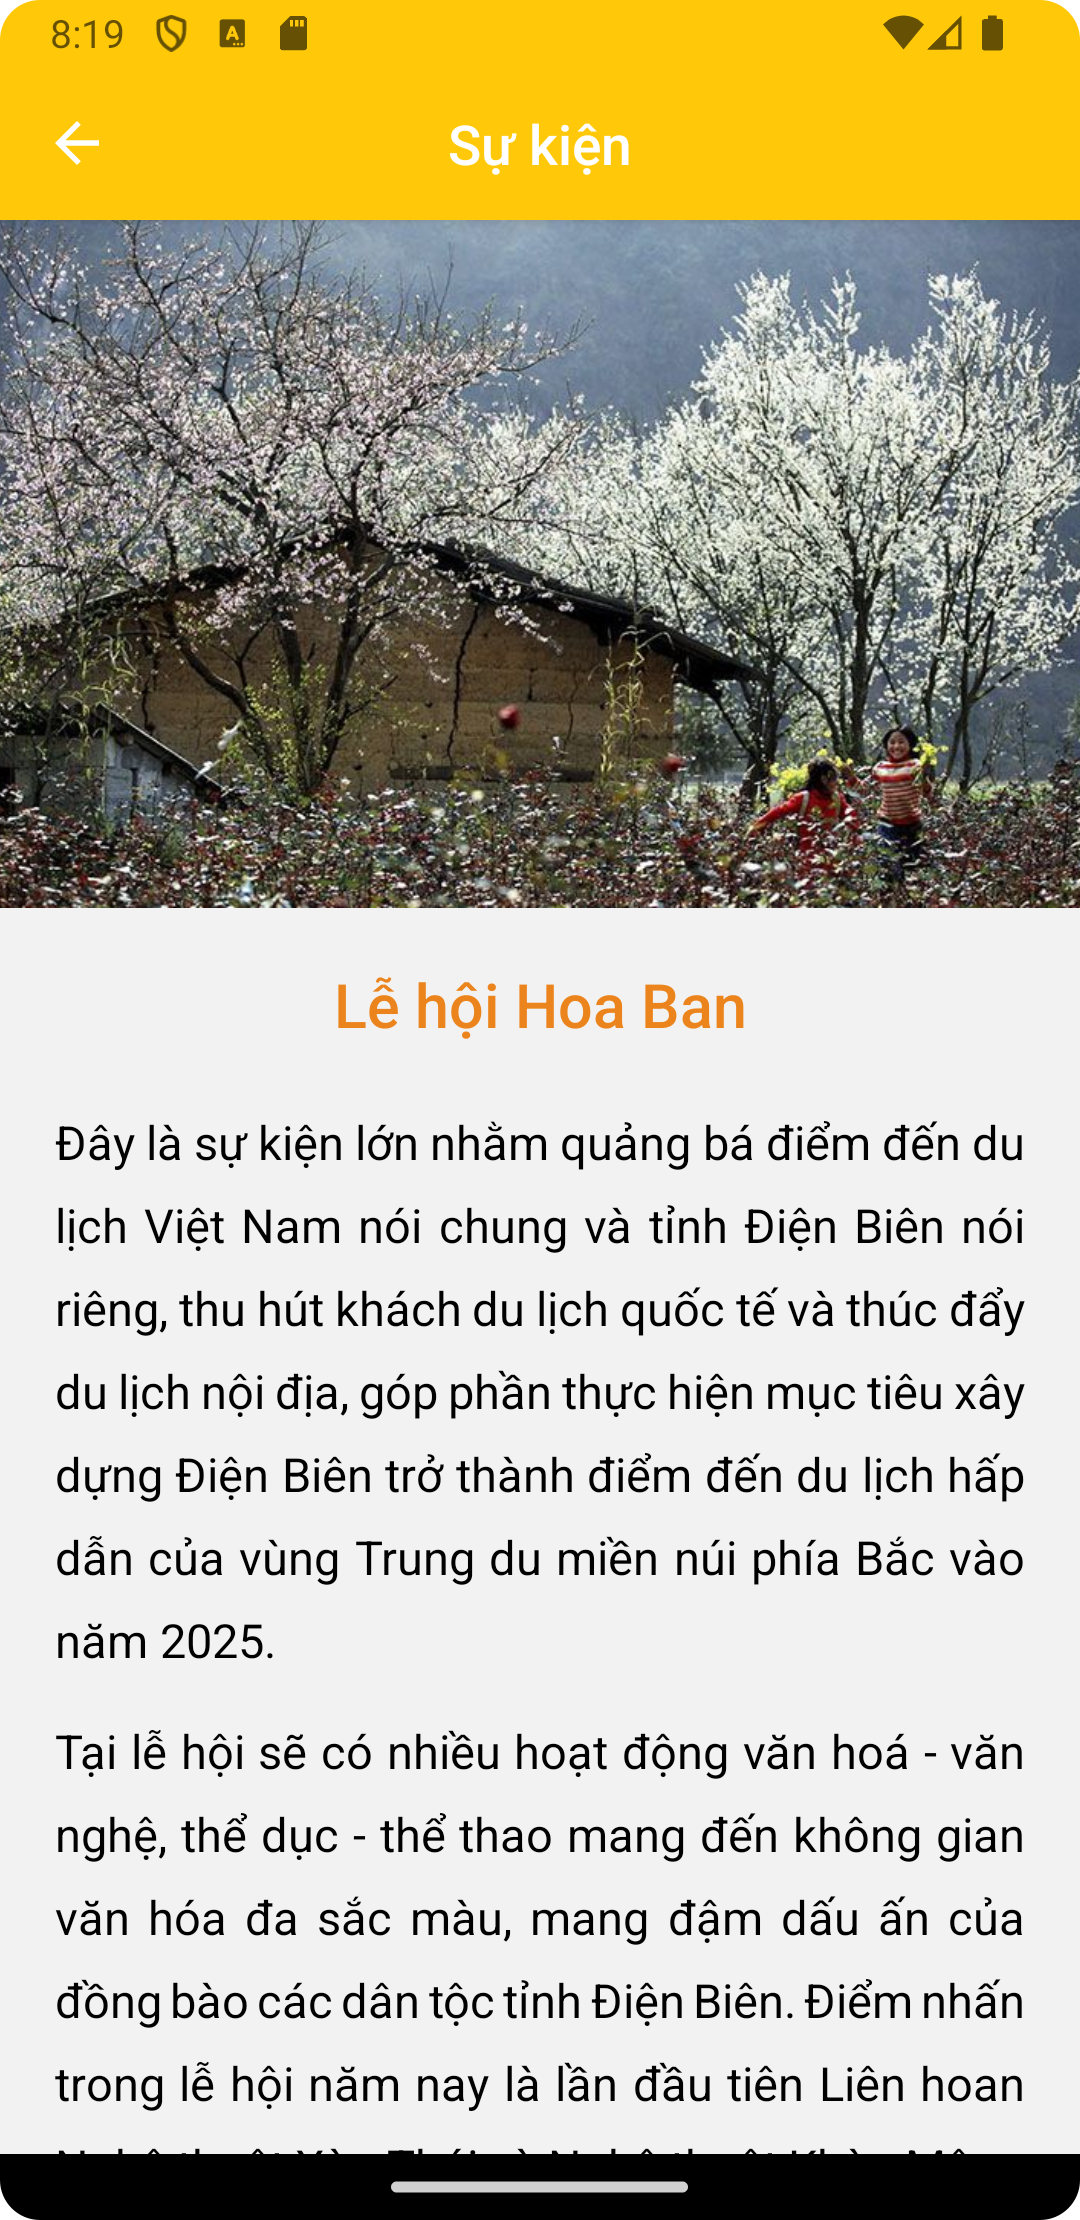 8:19
Sự kiện
Lễ hội Hoa Ban
Đây là sự kiện lớn nhằm quảng bá điểm đến du
lịch Việt Nam nói chung và tỉnh Điện Biên nói
riêng, thu hút khách du lịch quốc tế và thúc đẩy
du lịch nội địa, góp phần thực hiện mục tiêu xây
dựng Điện Biên trở thành điểm đến du lịch hấp
dẫn của vùng Trung du miền núi phía Bắc vào
năm 2025.
Tại lễ hội sẽ có nhiều hoạt động văn hoá - văn
nghệ, thể dục - thể thao mang đến không gian
văn hóa đa sắc màu, mang đậm dấu ấn của
đồng bào các dân tộc tỉnh Điện Biên. Điểm nhấn
trong lễ hội năm nay là lần đầu tiên Liên hoan